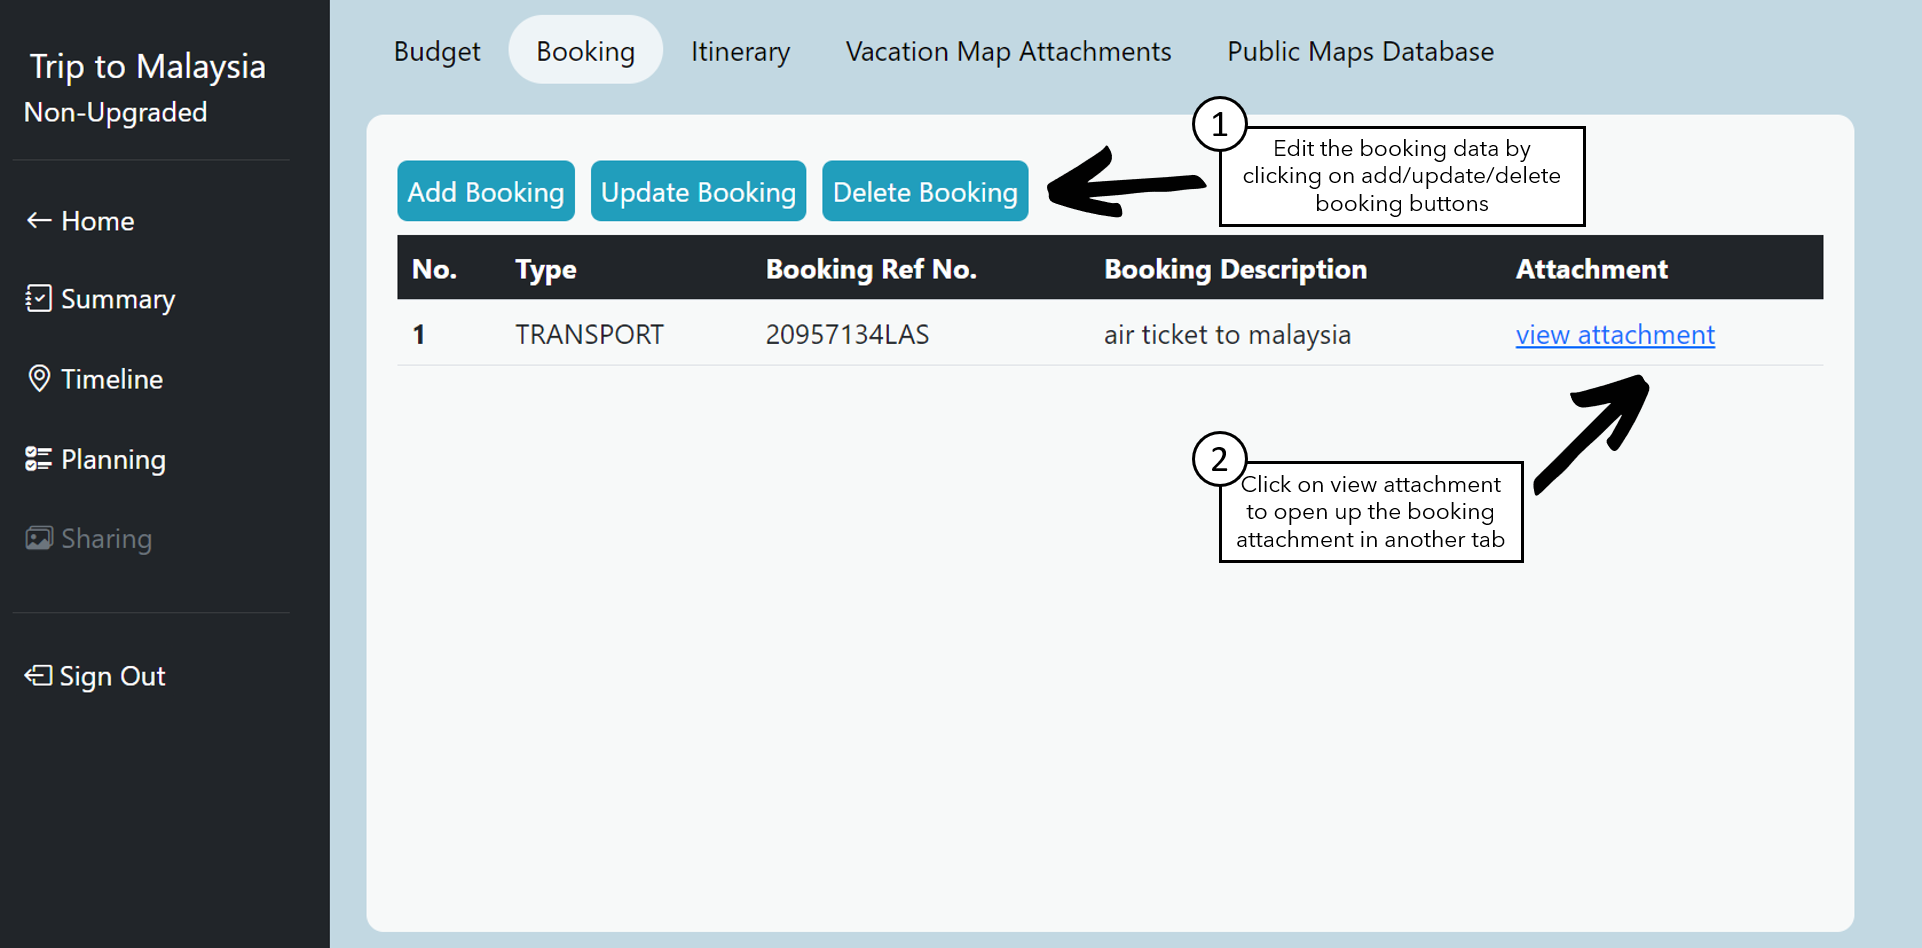 Trip to Malaysia
Non-Upgraded
Home
Summary
Timeline
Planning
Sharing
Sign Out
Budget
Booking
Itinerary
Vacation Map Attachments
Public Maps Database
Add Booking
Update Booking
Delete Booking
1
Edit the booking data by
clicking on add/update/delete
booking buttons
No. Type Booking Ref No. Booking Description Attachment
1 TRANSPORT 20957134LAS air ticket to malaysia view attachment
2
Click on view attachment
to open up the booking
attachment in another tab